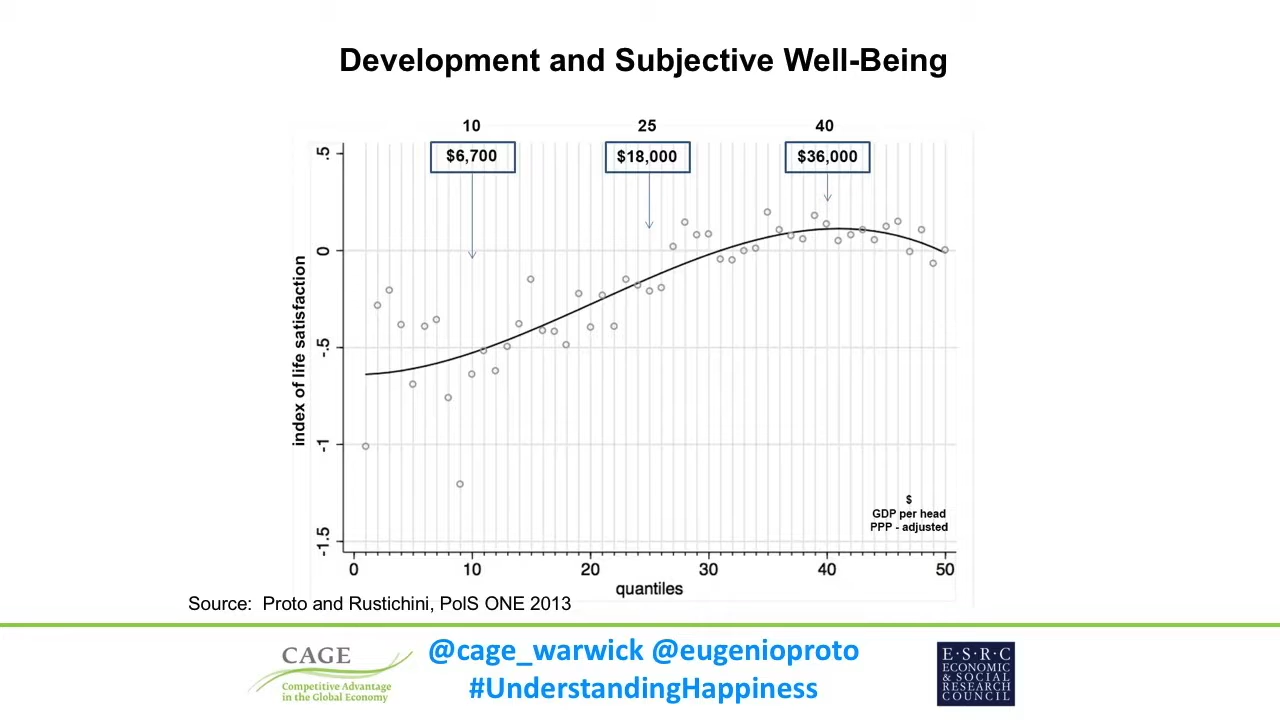 Development and Subjective Well-Being
10 25 40
$6,700 $18,000 $36,000
.5
0
-.5
-1
-1.5
index of life satisfaction
$
GDP per head
PPP - adjusted
0 10 20 30 40 50
quantiles
Source: Proto and Rustichini, PolS ONE 2013
CAGE
Competitive Advantage
in the Global Economy
@cage_warwick @eugenioproto
#UnderstandingHappiness
E·S·R·C
ECONOMIC
& SOCIAL
RESEARCH
COUNCIL